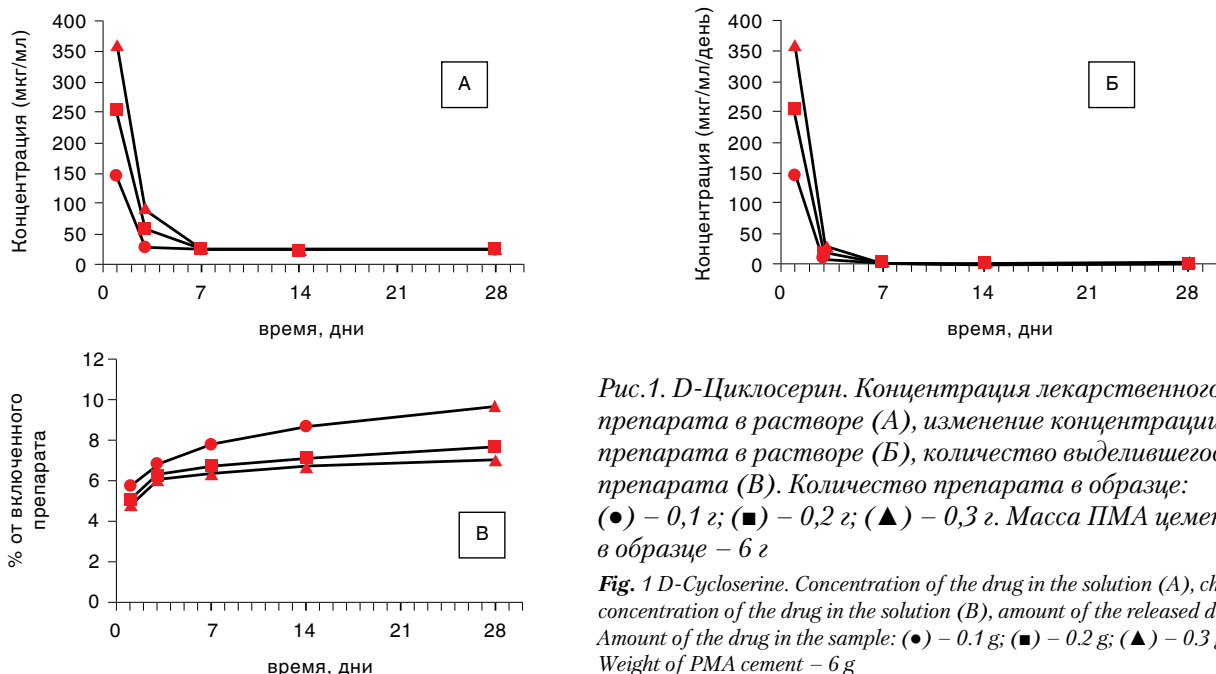 400
350
300
250
200
150
100
50
0
Концентрация (мкг/мл)
А
0 7 14 21 28
время, дни
400
350
300
250
200
150
100
50
0
Концентрация (мкг/мл/день)
Б
0 7 14 21 28
время, дни
12
10
8
6
4
2
0
% от включенного
препарата
В
0 7 14 21 28
время, дни
Рис.1. D-Циклосерин. Концентрация лекарственного
препарата в растворе (А), изменение концентрации
препарата в растворе (Б), количество выделившегос
препарата (В). Количество препарата в образце:
(●) – 0,1 г; (■) – 0,2 г; (▲) – 0,3 г. Масса ПМА цемен
в образце – 6 г
Fig. 1 D-Cycloserine. Concentration of the drug in the solution (A), ch
concentration of the drug in the solution (B), amount of the released d
Amount of the drug in the sample: (●) – 0.1 g; (■) – 0.2 g; (▲) – 0.3 g
Weight of PMA cement – 6 g